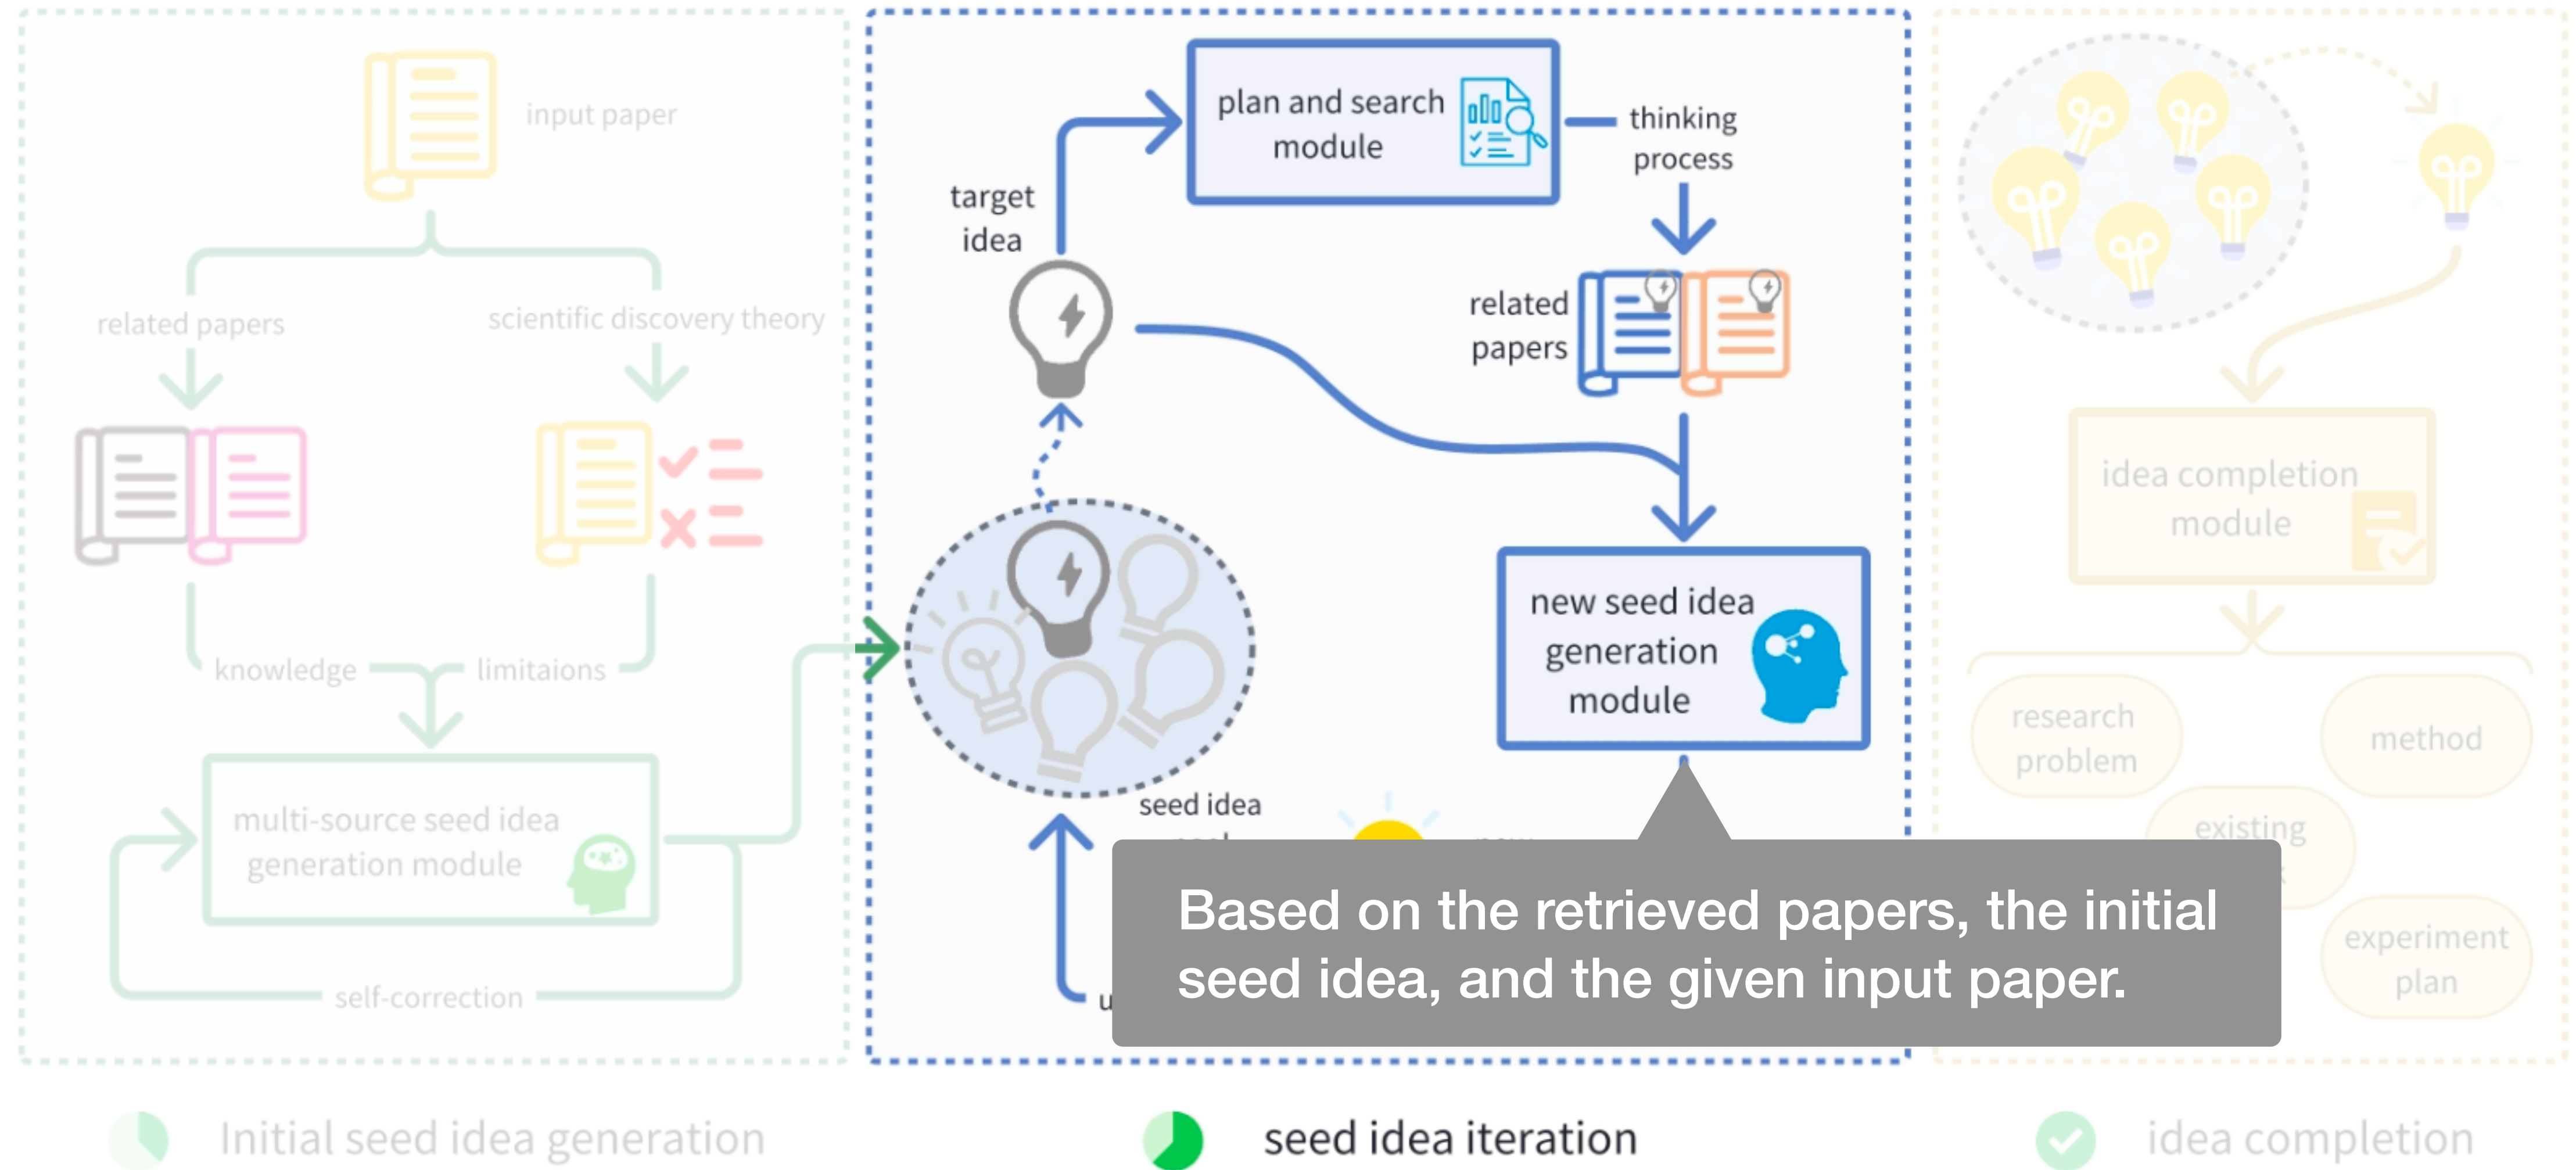 input paper
related papers
scientific discovery theory
knowledge
limitaions
multi-source seed idea
generation module
self-correction
Initial seed idea generation
plan and search
module
thinking
process
target
idea
related
papers
new seed idea
generation
module
seed idea
Based on the retrieved papers, the initial
seed idea, and the given input paper.
seed idea iteration
idea completion
module
research
problem
method
existing
experiment
plan
idea completion